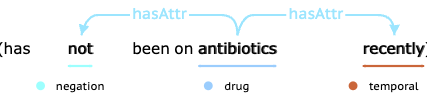 hasAttr hasAttr
(has not been on antibiotics recently)
negation drug temporal